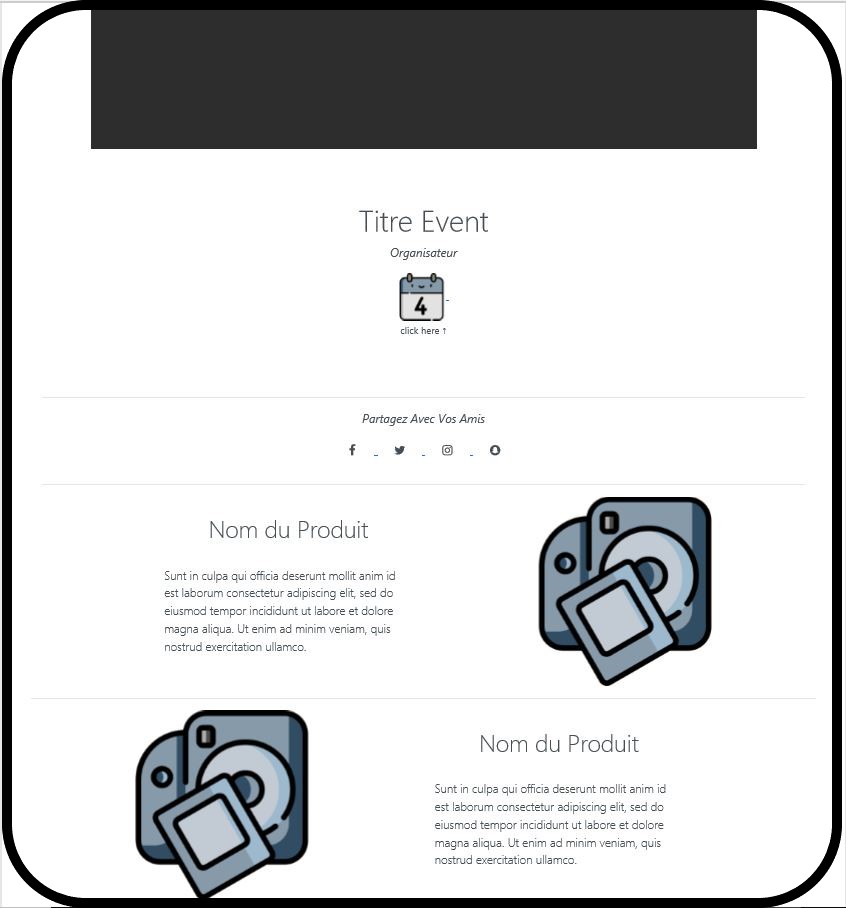 Titre Event
Organisateur
4
click here ↑
Partagez Avec Vos Amis
Nom du Produit
Sunt in culpa qui officia deserunt mollit anim id
est laborum consectetur adipiscing elit, sed do
eiusmod tempor incididunt ut labore et dolore
magna aliqua. Ut enim ad minim veniam, quis
nostrud exercitation ullamco.
Nom du Produit
Sunt in culpa qui officia deserunt mollit anim id
est laborum consectetur adipiscing elit, sed do
eiusmod tempor incididunt ut labore et dolore
magna aliqua. Ut enim ad minim veniam, quis
nostrud exercitation ullamco.